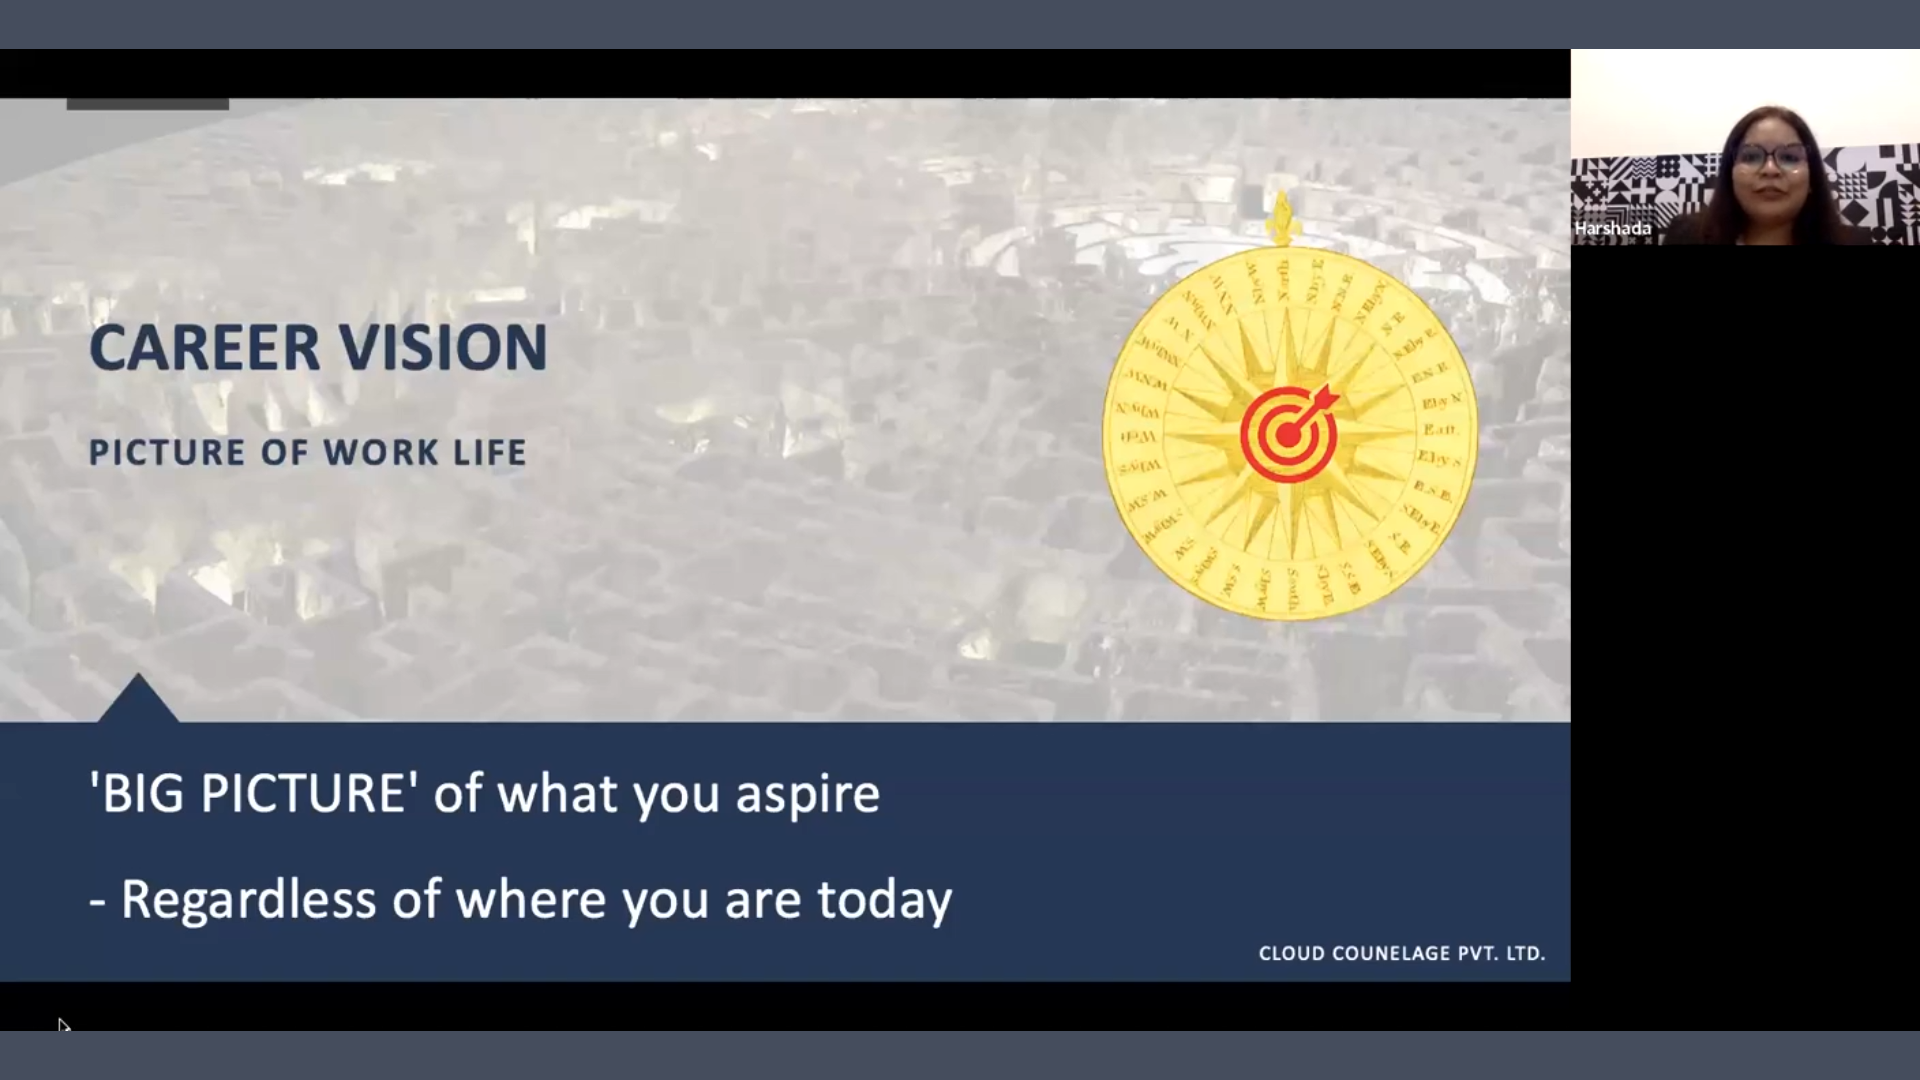 CAREER VISION
PICTURE OF WORK LIFE
'BIG PICTURE' of what you aspire
- Regardless of where you are today
CLOUD COUNELAGE PVT. LTD.
Harshada